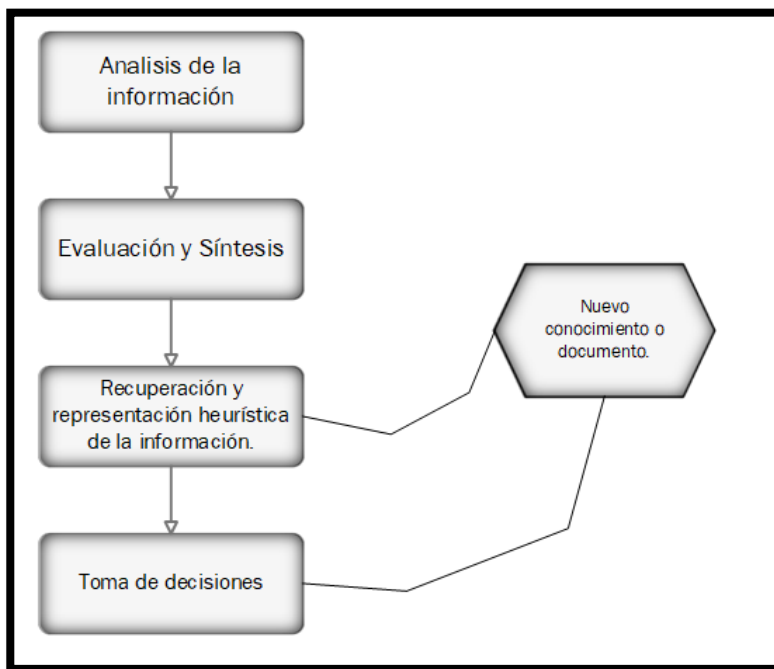 Analisis de la
información
Evaluación y Síntesis
Recuperación y
representación heurística
de la información.
Toma de decisiones
Nuevo
conocimiento o
documento.